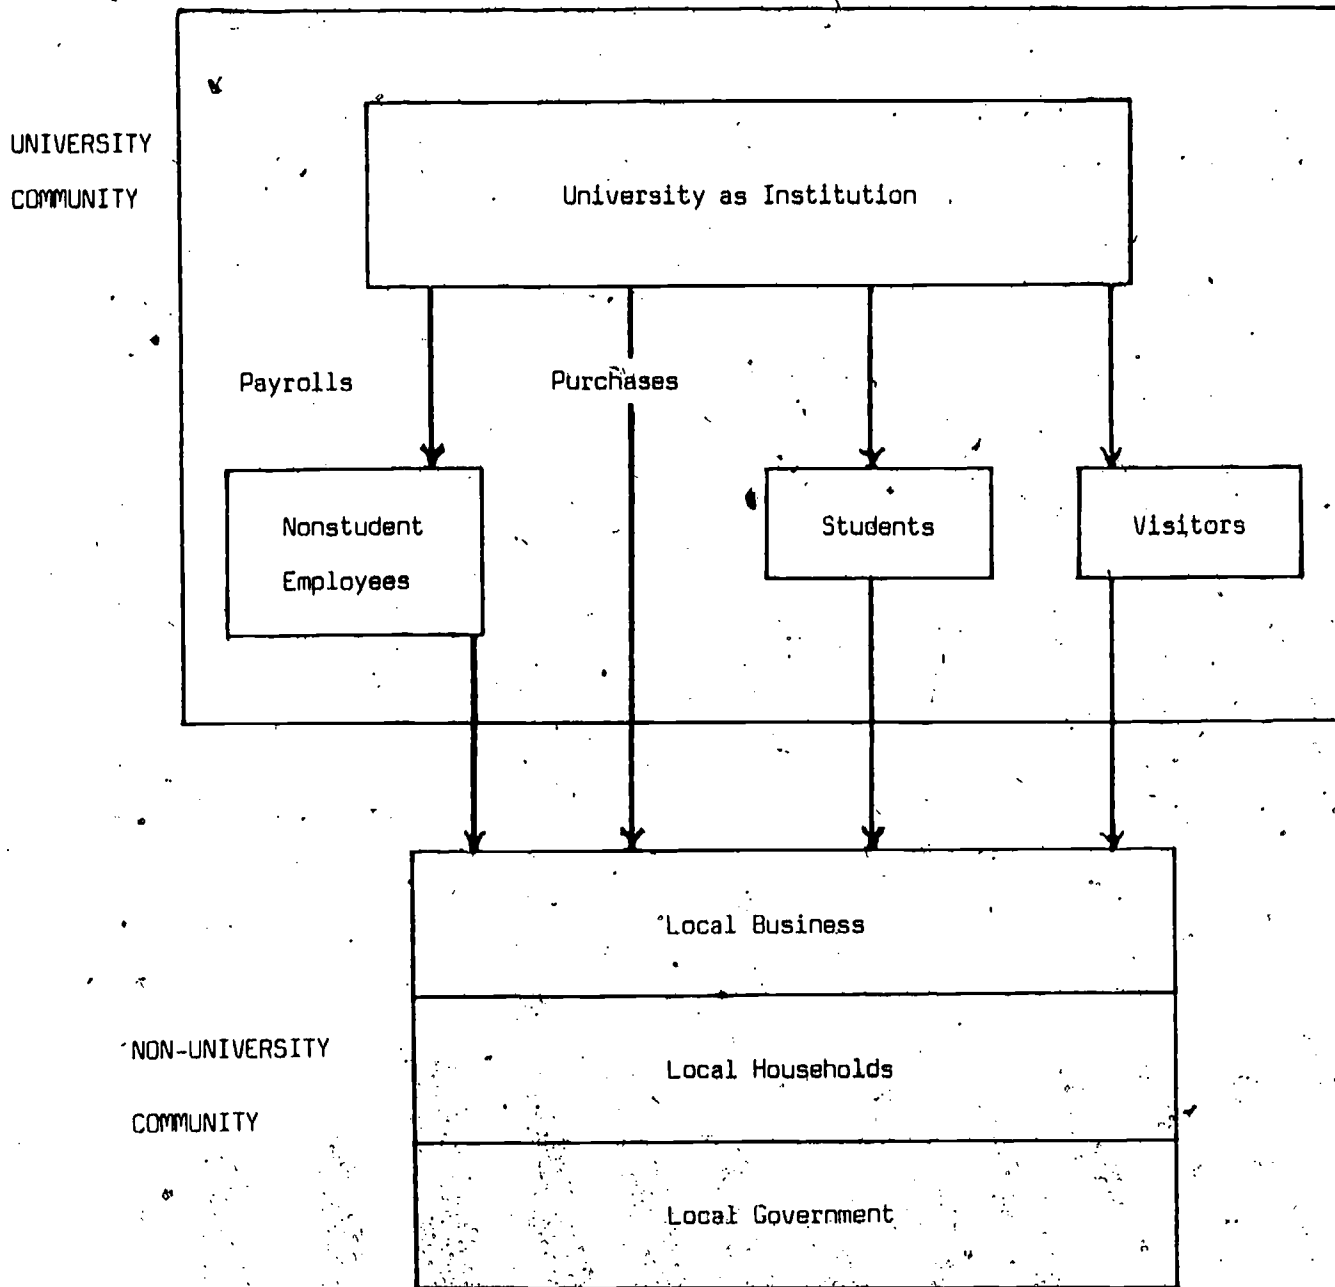 UNIVERSITY
COMMUNITY
University as Institution
Payrolls
Purchases
Nonstudent
Employees
Students
Visitors
Local Business
NON-UNIVERSITY
COMMUNITY
Local Households
Local Government